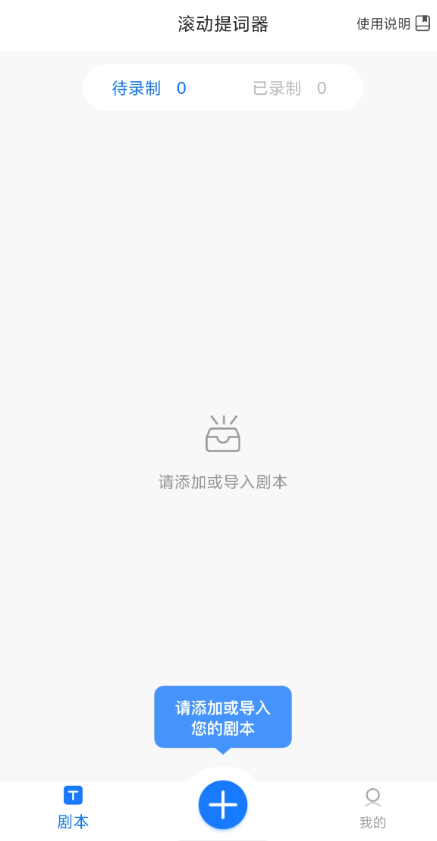 滚动提词器
使用说明
待录制 0
已录制 0
请添加或导入剧本
请添加或导入
您的剧本
剧本
我的